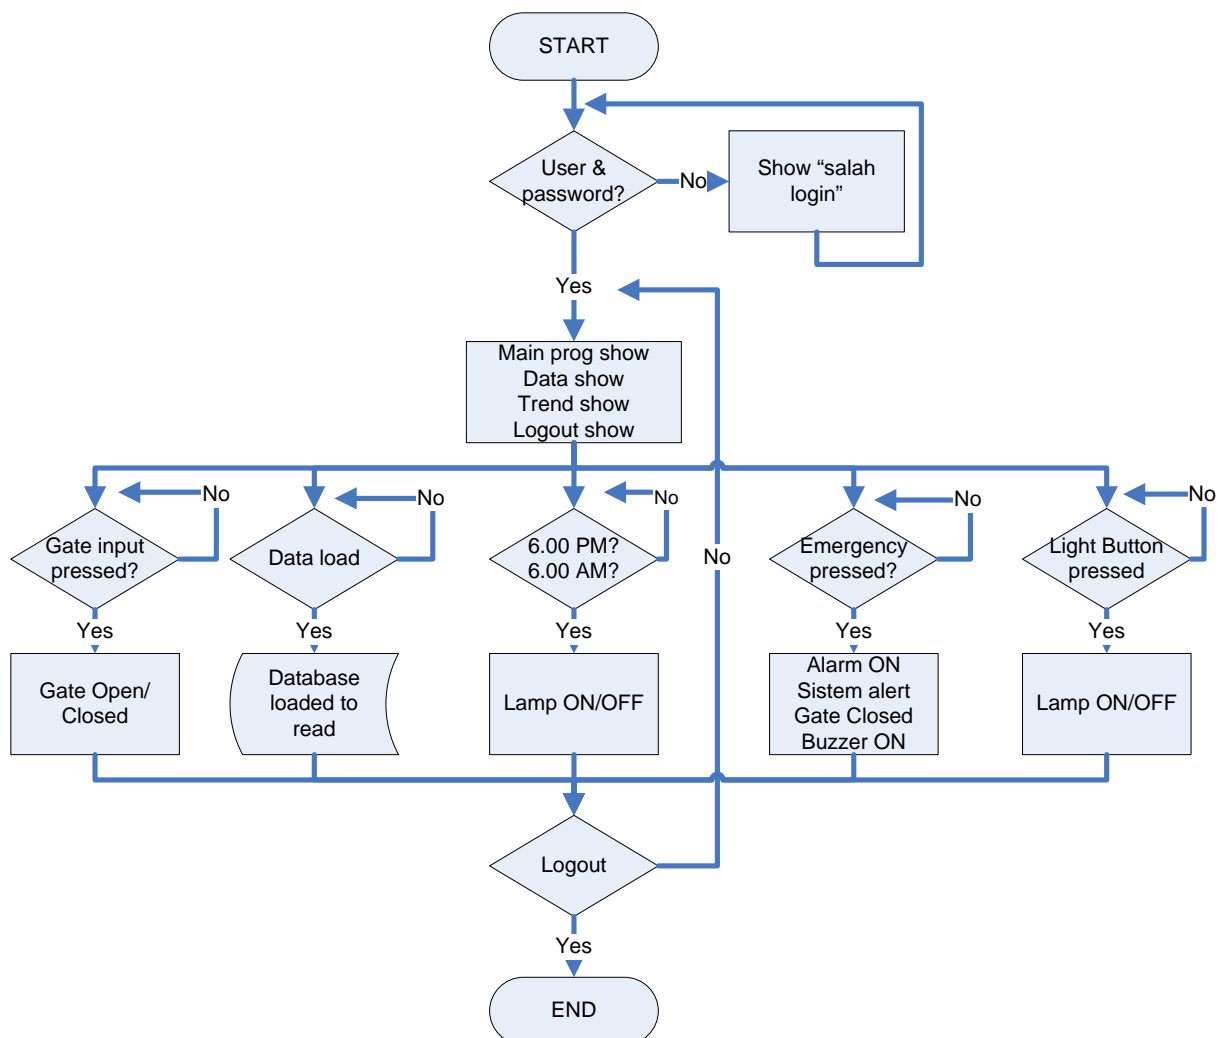 START
User &
password?
No
Show “salah
login”
Yes
Main prog show
Data show
Trend show
Logout show
No
No
No
No
No
Gate input
pressed?
Data load
6.00 PM?
6.00 AM?
No
Emergency
pressed?
Light Button
pressed
Yes
Yes
Yes
Yes
Yes
Gate Open/
Closed
Database
loaded to
read
Lamp ON/OFF
Alarm ON
Sistem alert
Gate Closed
Buzzer ON
Lamp ON/OFF
Logout
Yes
END